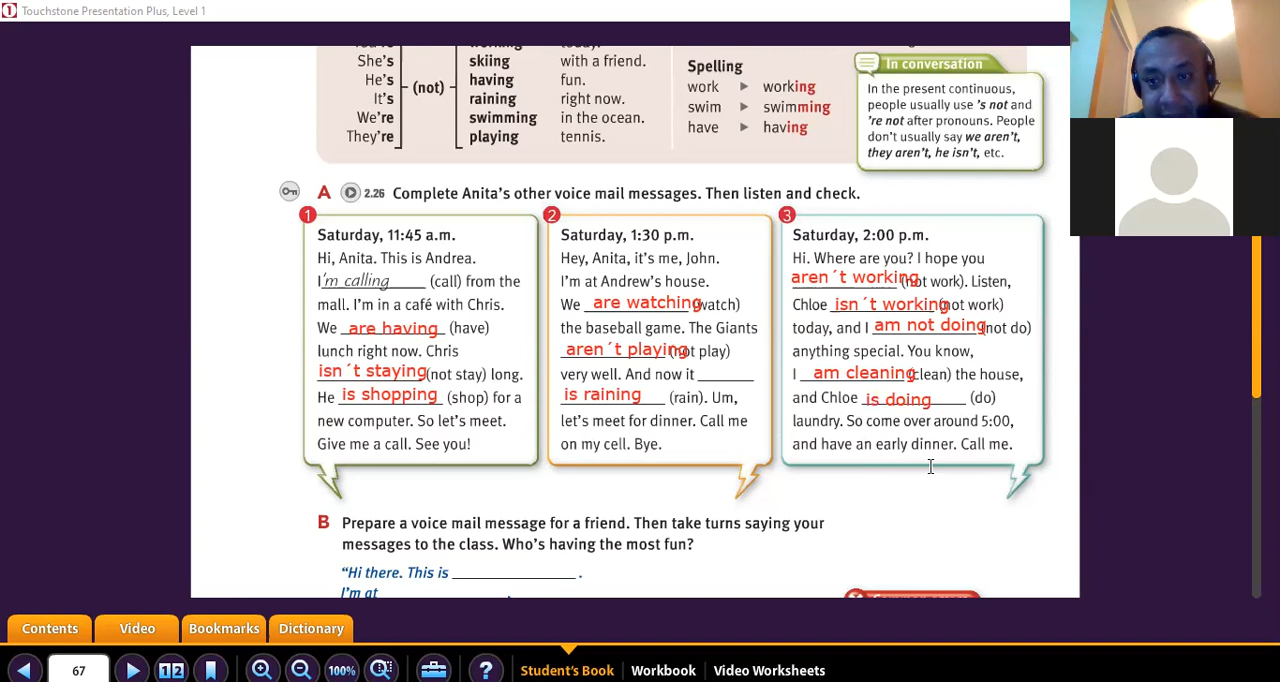 Touchstone Presentation Plus, Level 1
She's
He's
It's
We're
They're
(not)
skiing
having
raining
swimming
playing
with a friend.
fun.
right now.
in the ocean.
tennis.
Spelling
work ▶ working
swim ▶ swimming
have ▶ having
In conversation
In the present continuous,
people usually use 's not and
're not after pronouns. People
don't usually say we aren't,
they aren't, he isn't, etc.
A 2.26 Complete Anita's other voice mail messages. Then listen and check.
1
Saturday, 11:45 a.m.
Hi, Anita. This is Andrea.
I'm calling (call) from the
mall. I'm in a café with Chris.
We are having (have)
lunch right now. Chris
isn´t staying (not stay) long.
He is shopping (shop) for a
new computer. So let's meet.
Give me a call. See you!
2
Saturday, 1:30 p.m.
Hey, Anita, it's me, John.
I'm at Andrew's house.
We are watching (watch)
the baseball game. The Giants
aren´t playing (not play)
very well. And now it ______
is raining (rain). Um,
let's meet for dinner. Call me
on my cell. Bye.
3
Saturday, 2:00 p.m.
Hi. Where are you? I hope you
aren´t working (not work). Listen,
Chloe isn´t working (not work)
today, and I am not doing (not do)
anything special. You know,
I am cleaning (clean) the house,
and Chloe is doing (do)
laundry. So come over around 5:00,
and have an early dinner. Call me.
B Prepare a voice mail message for a friend. Then take turns saying your
messages to the class. Who's having the most fun?
"Hi there. This is ____________ .
I'm at
Contents
Video
Bookmarks
Dictionary
67
12
100%
?
Student's Book
Workbook
Video Worksheets